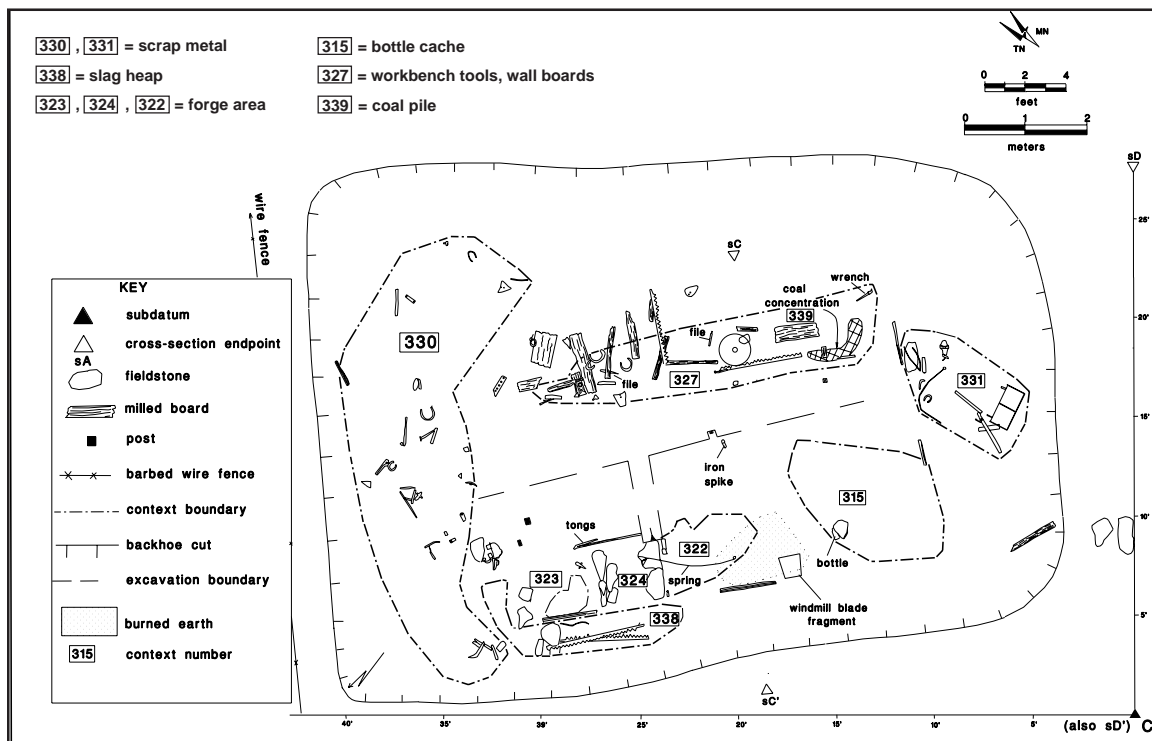 330 , 331 = scrap metal
338 = slag heap
323 , 324 , 322 = forge area
315 = bottle cache
327 = workbench tools, wall boards
339 = coal pile
MN
TN
0 2 4
feet
0 1 2
meters
sD
25'
20'
15'
10'
5'
wire fence
KEY
subdatum
cross-section endpoint
sA
fieldstone
milled board
post
barbed wire fence
context boundary
backhoe cut
excavation boundary
burned earth
315 context number
sC
wrench
coal
concentration
339
330
file
327
file
331
iron
spike
315
tongs
322
bottle
323
324
spring
windmill blade
fragment
338
sC'
40' 35' 36' 25' 20' 15' 10' 5'
(also sD') C